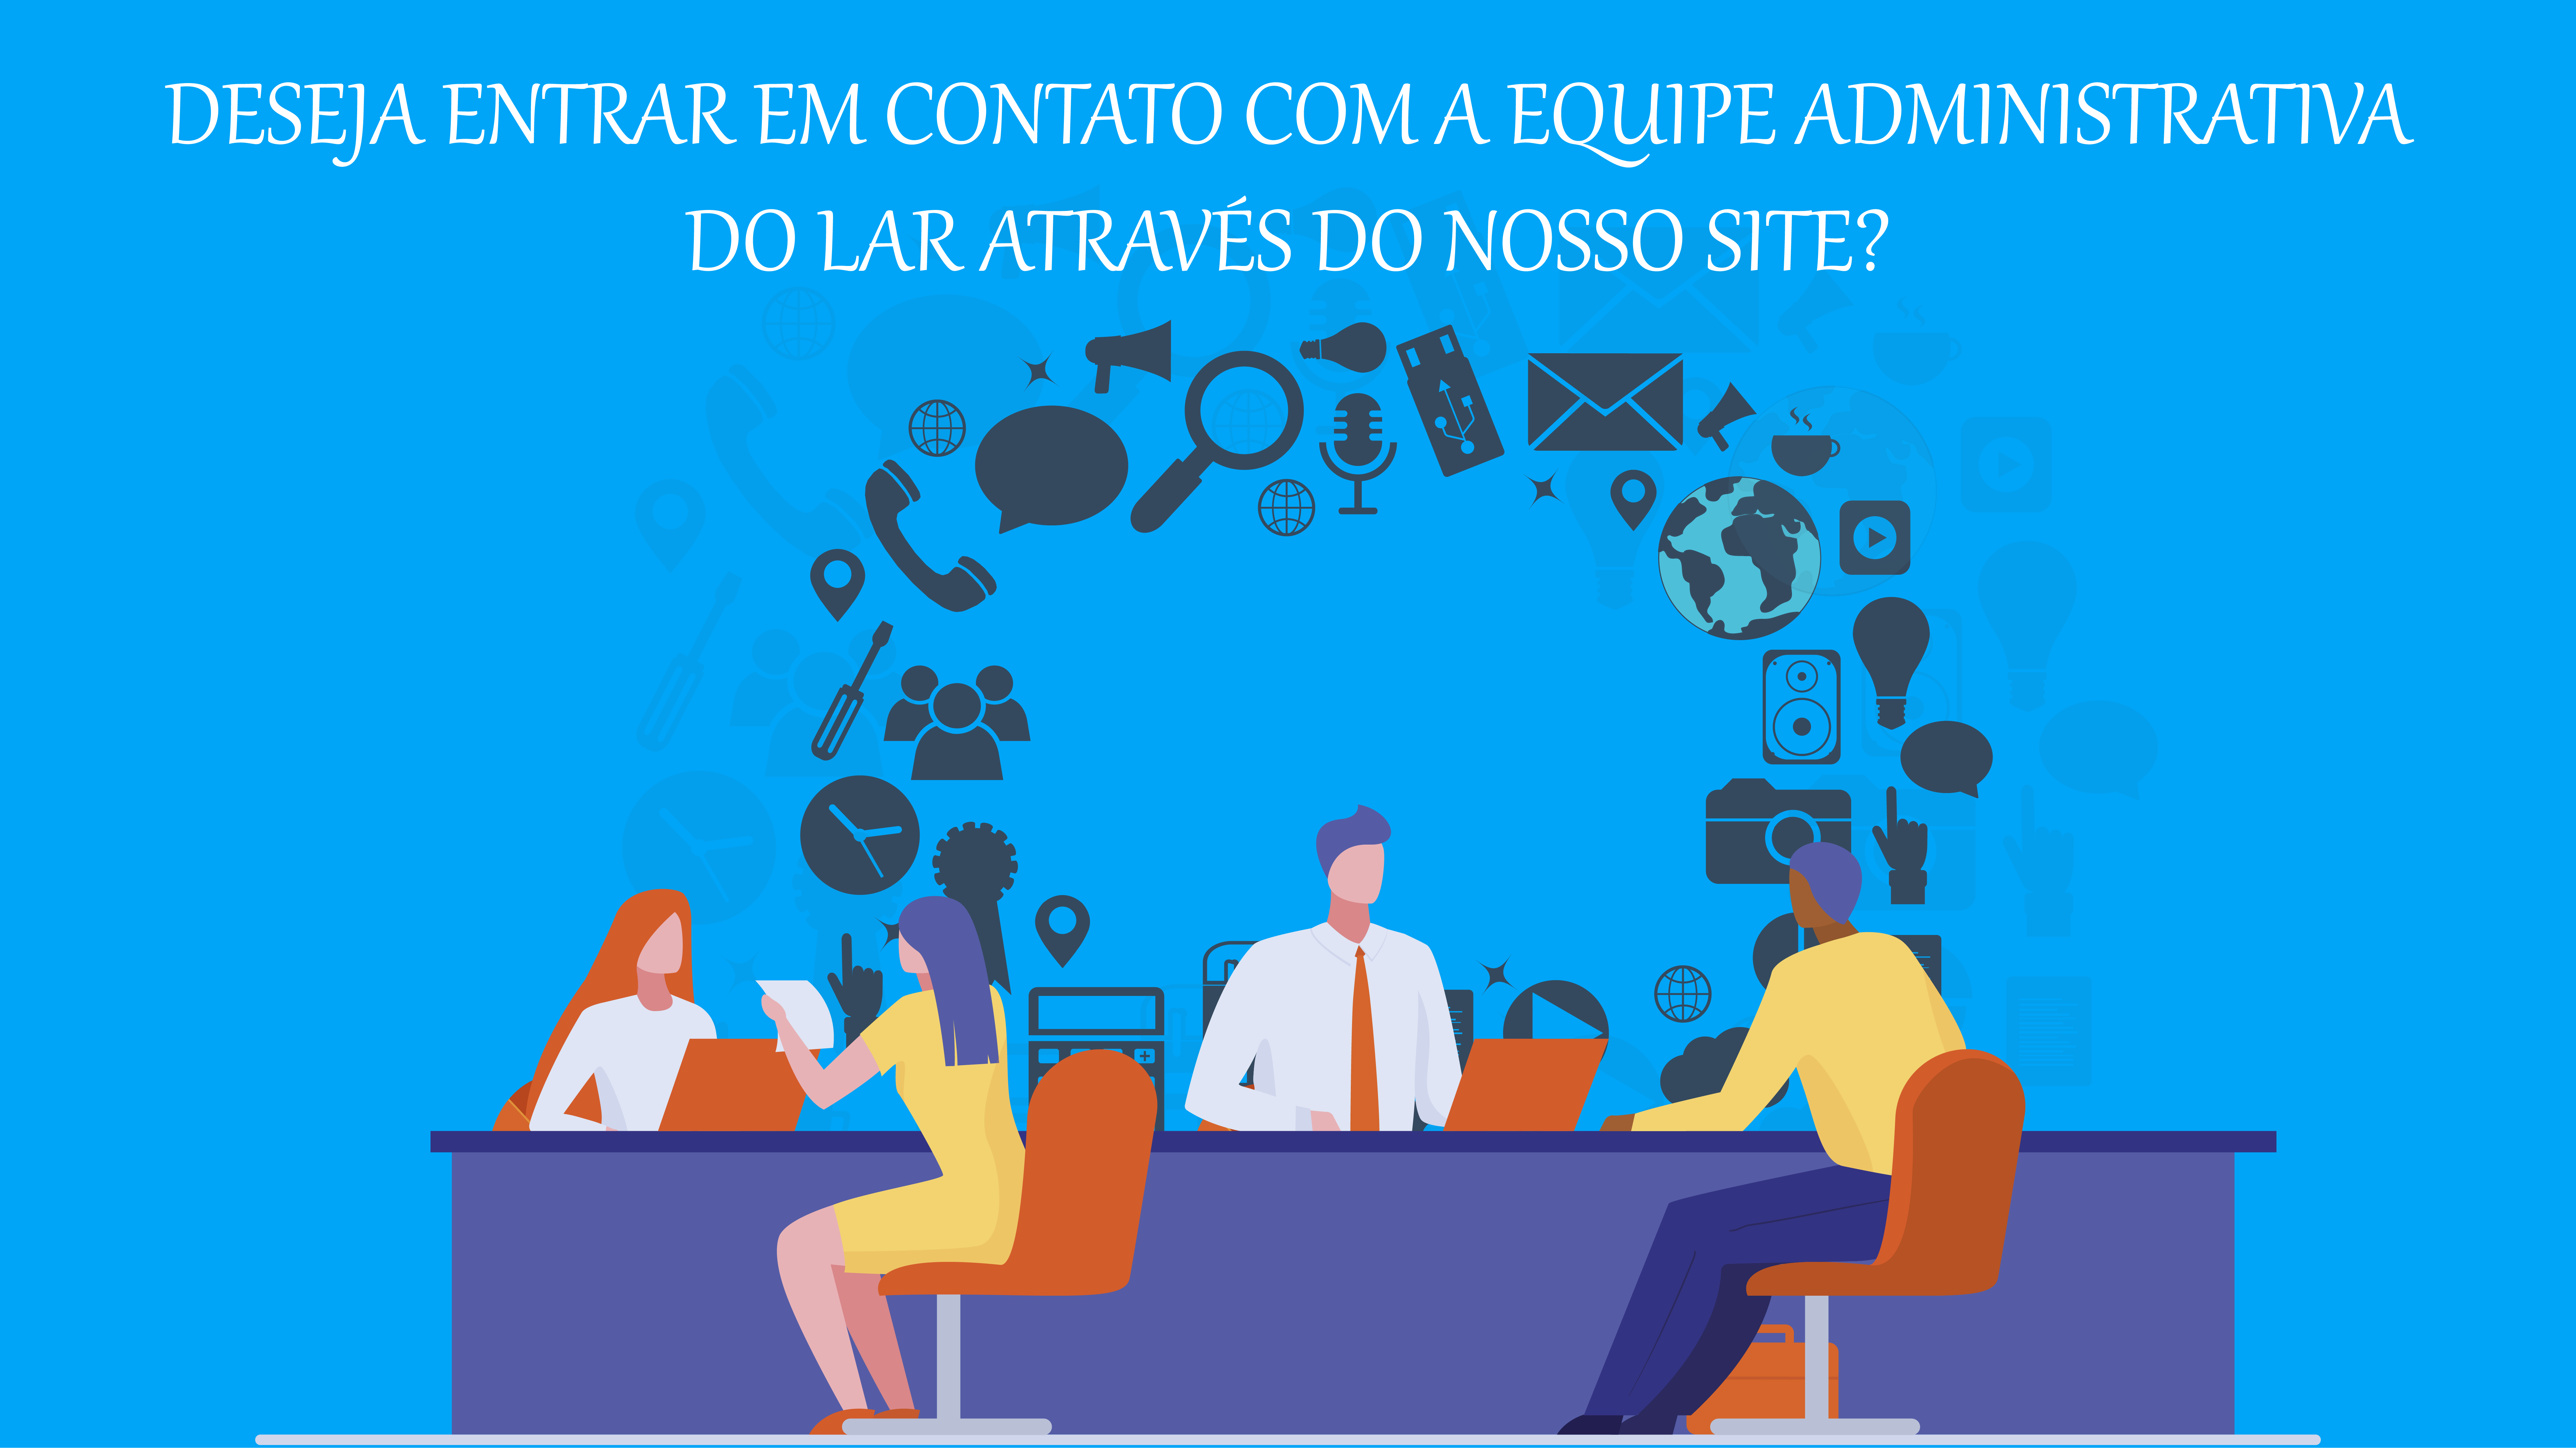 DESEJA ENTRAR EM CONTATO COM A EQUIPE ADMINISTRATIVA
DO LAR ATRAVÉS DO NOSSO SITE?